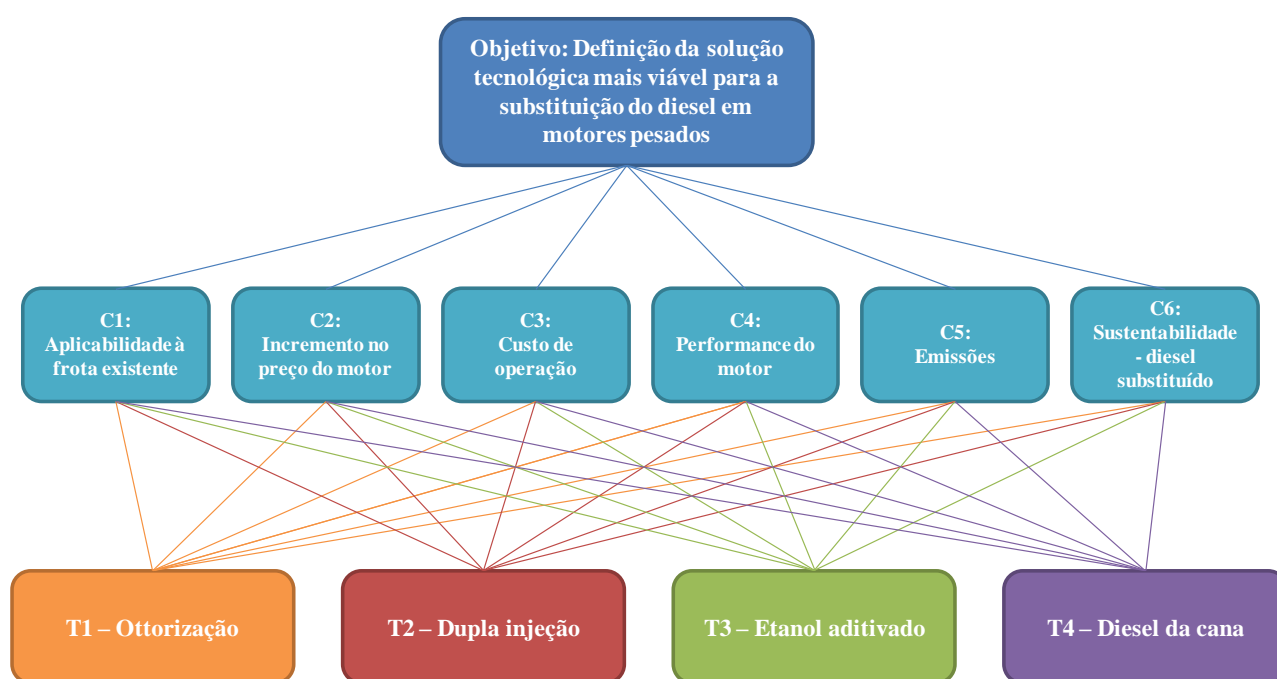 Objetivo: Definição da solução
tecnológica mais viável para a
substituição do diesel em
motores pesados
C1:
Aplicabilidade à
frota existente
C2:
Incremento no
preço do motor
C3:
Custo de
operação
C4:
Performance do
motor
C5:
Emissões
C6:
Sustentabilidade
- diesel
substituído
T1 – Ottorização
T2 – Dupla injeção
T3 – Etanol aditivado
T4 – Diesel da cana